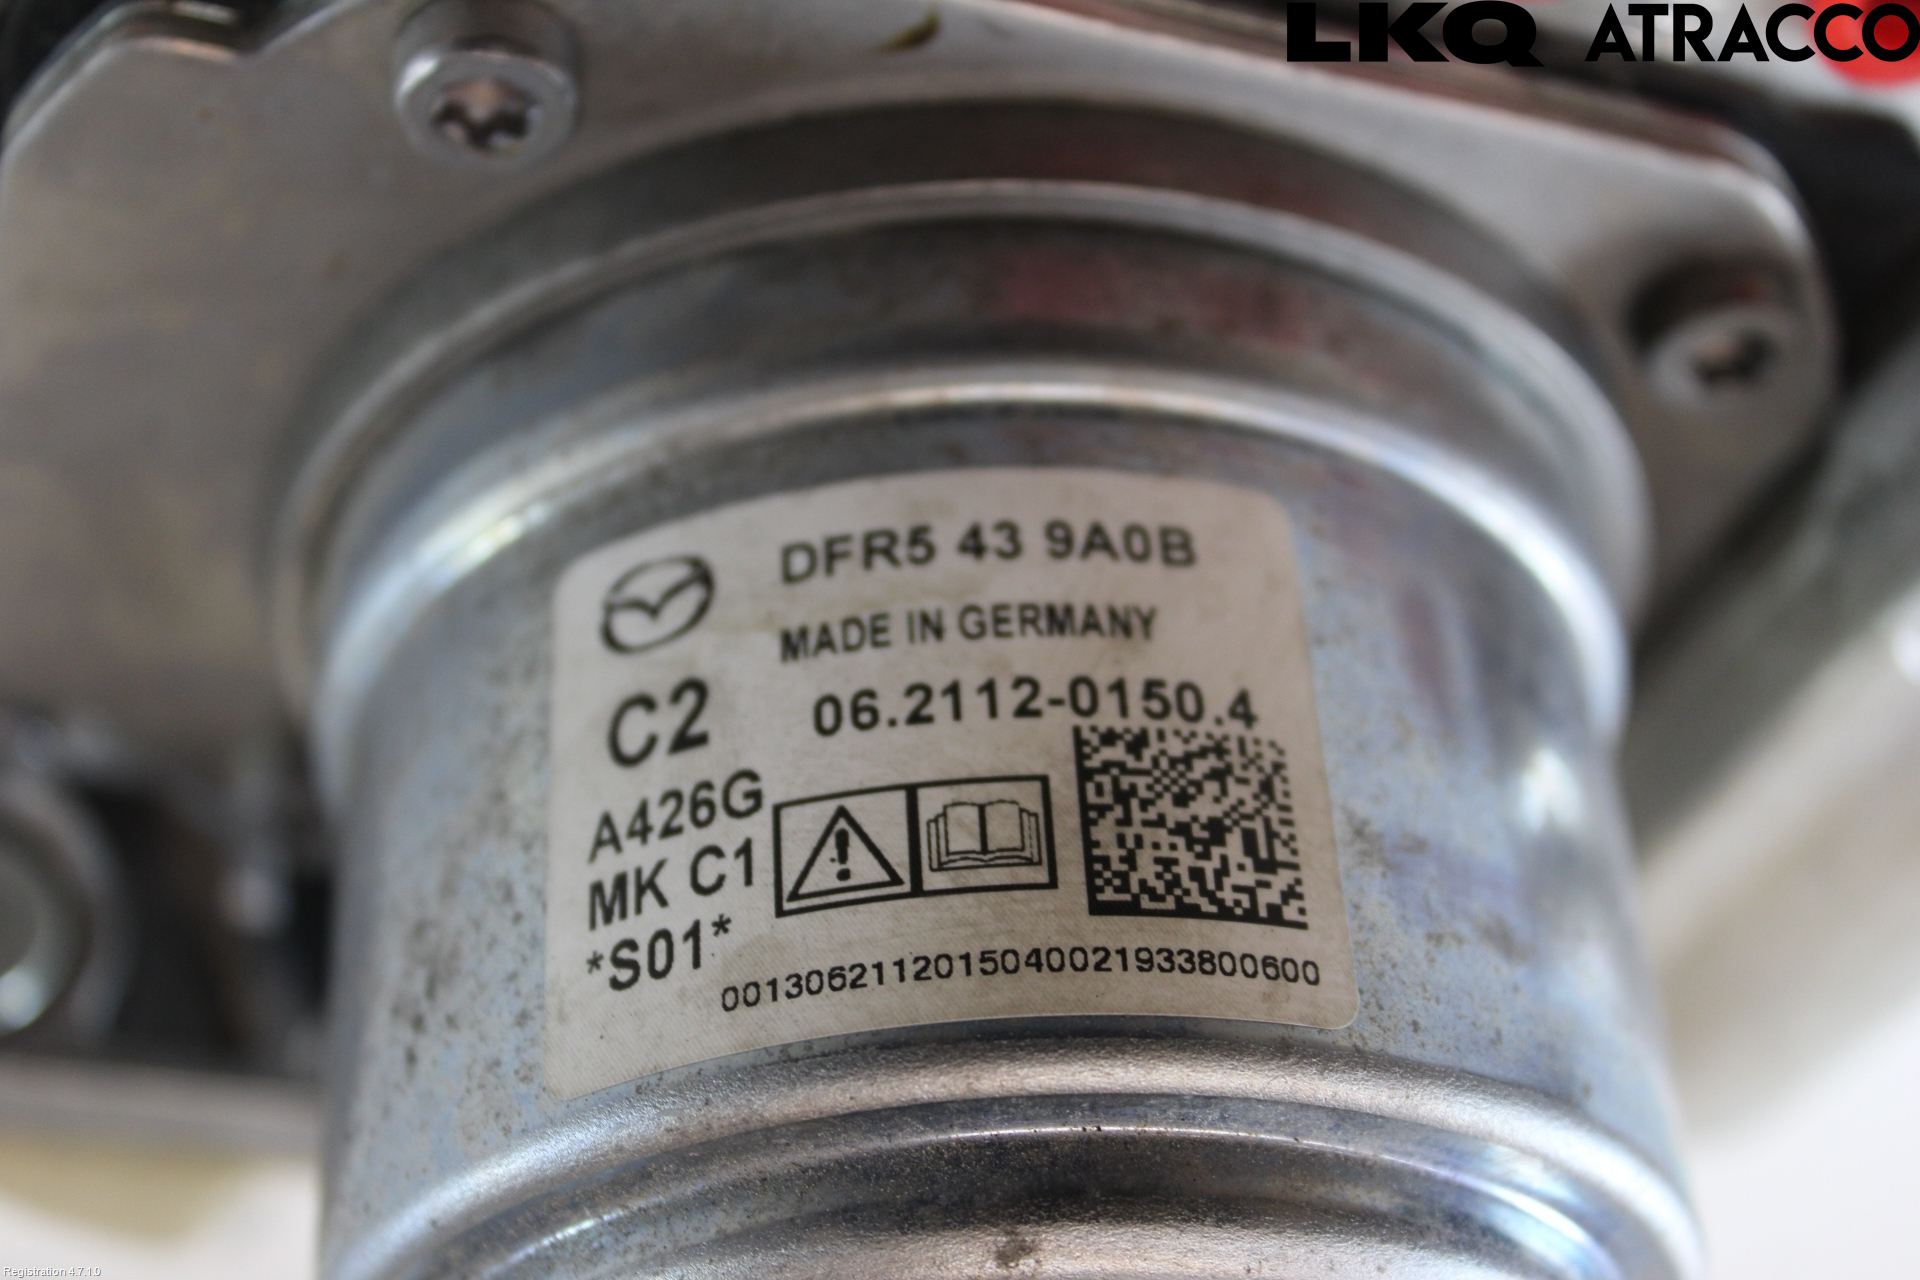 LKQ ATRACCO
DFR5 43 9A0B
MADE IN GERMANY
C2 06.2112-0150.4
A426G
MK C1
*S01*
0013062112015040021933800600
Registration 4.7.1.0